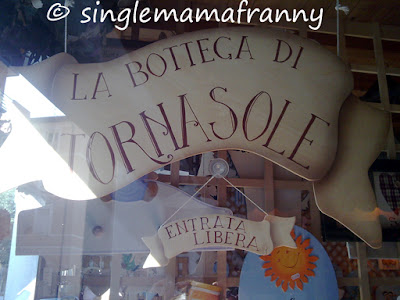 © singlemamafranny
LA BOTTEGA DI
TORNASOLE
ENTRATA
LIBERA